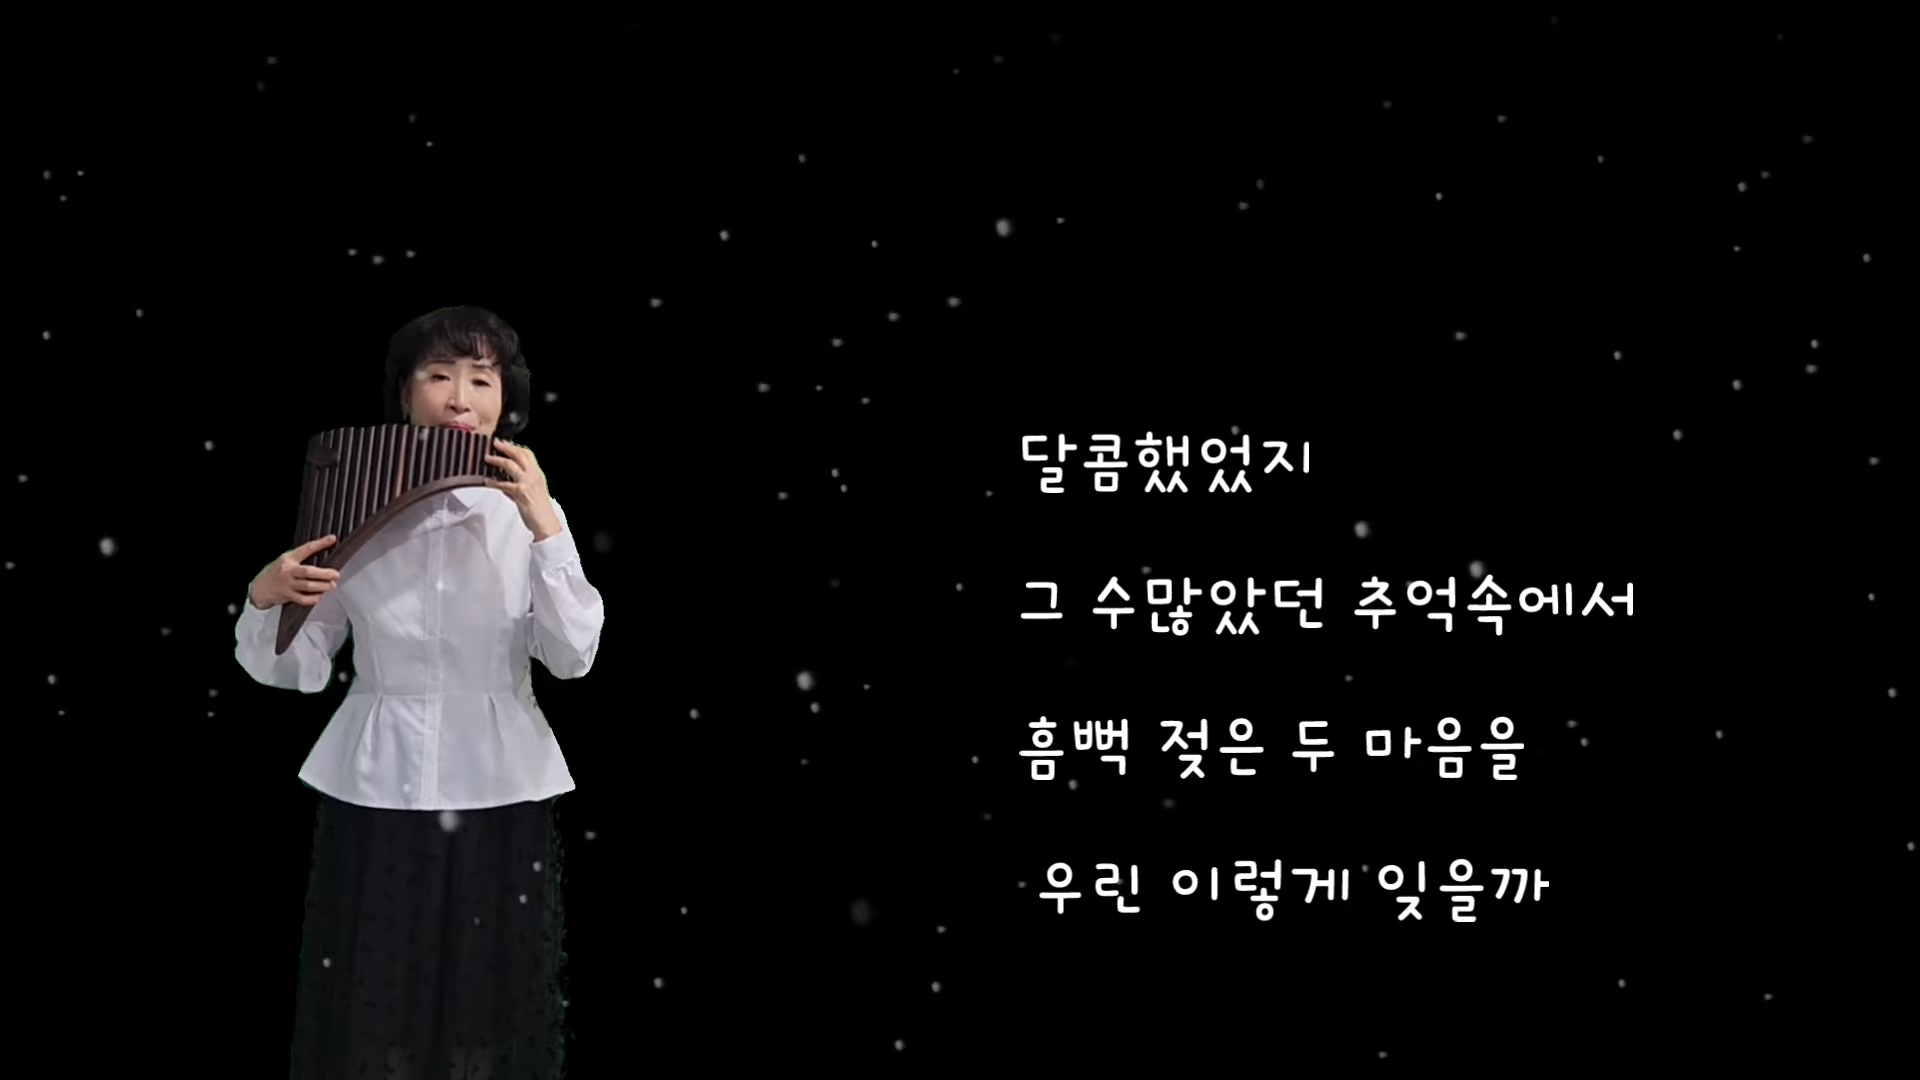 달콤했었지
그 수많았던 추억속에서
흠뻑 젖은 두 마음을
우린 이렇게 잊을까